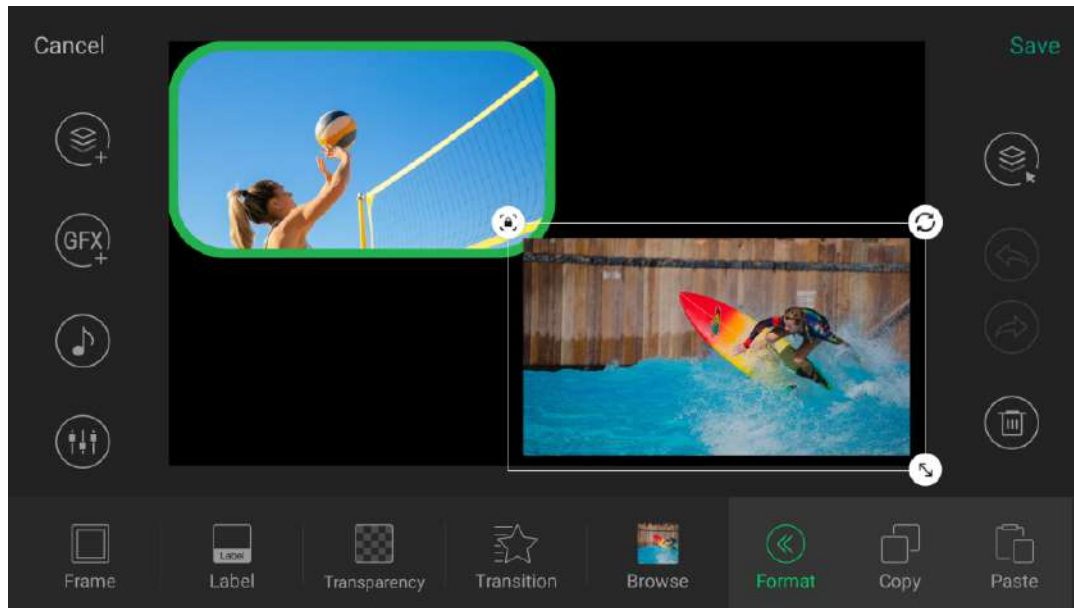 Cancel
Save
GFX
Label
Frame
Label
Transparency
Transition
Browse
Format
Copy
Paste